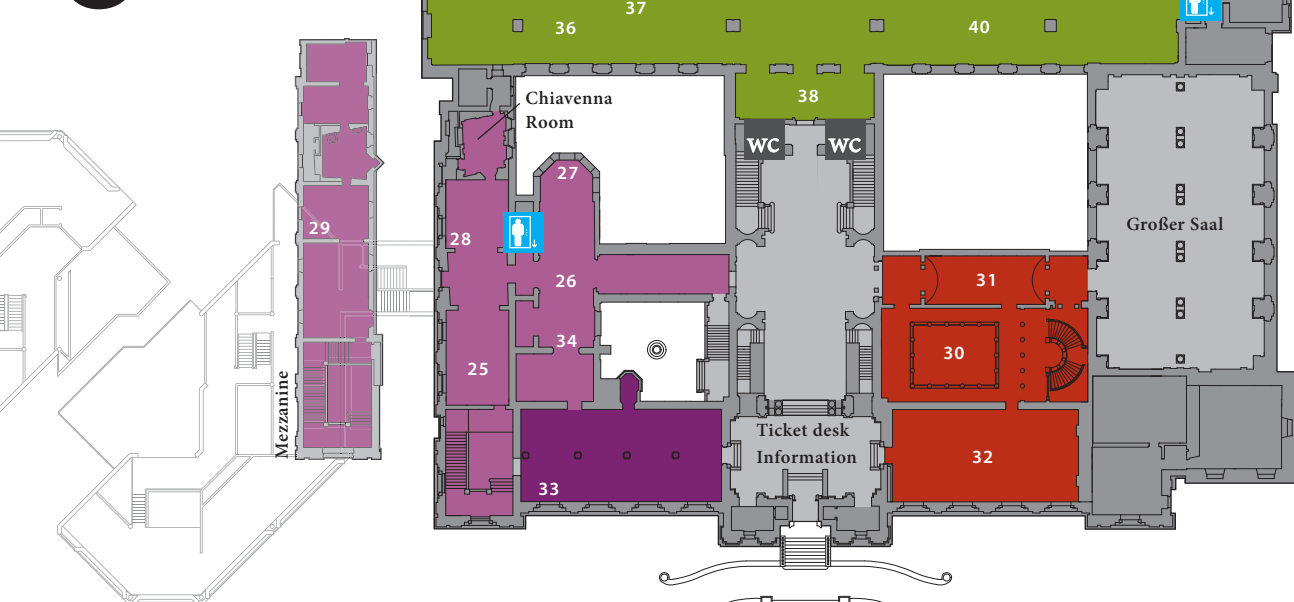 37
36
40
38
Chiavenna
Room
WC
WC
27
29
28
Großer Saal
26
31
34
30
25
Mezzanine
Ticket desk
Information
32
33